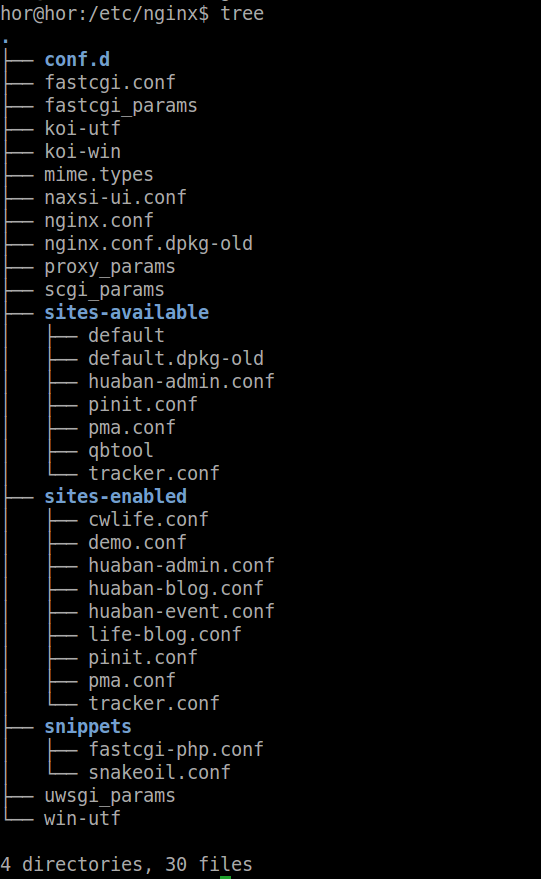 hor@hor:/etc/nginx$ tree
.
├── conf.d
├── fastcgi.conf
├── fastcgi_params
├── koi-utf
├── koi-win
├── mime.types
├── naxsi-ui.conf
├── nginx.conf
├── nginx.conf.dpkg-old
├── proxy_params
├── scgi_params
├── sites-available
│   ├── default
│   ├── default.dpkg-old
│   ├── huaban-admin.conf
│   ├── pinit.conf
│   ├── pma.conf
│   ├── qbtool
│   └── tracker.conf
├── sites-enabled
│   ├── cwlife.conf
│   ├── demo.conf
│   ├── huaban-admin.conf
│   ├── huaban-blog.conf
│   ├── huaban-event.conf
│   ├── life-blog.conf
│   ├── pinit.conf
│   ├── pma.conf
│   └── tracker.conf
├── snippets
│   ├── fastcgi-php.conf
│   └── snakeoil.conf
├── uwsgi_params
└── win-utf

4 directories, 30 files